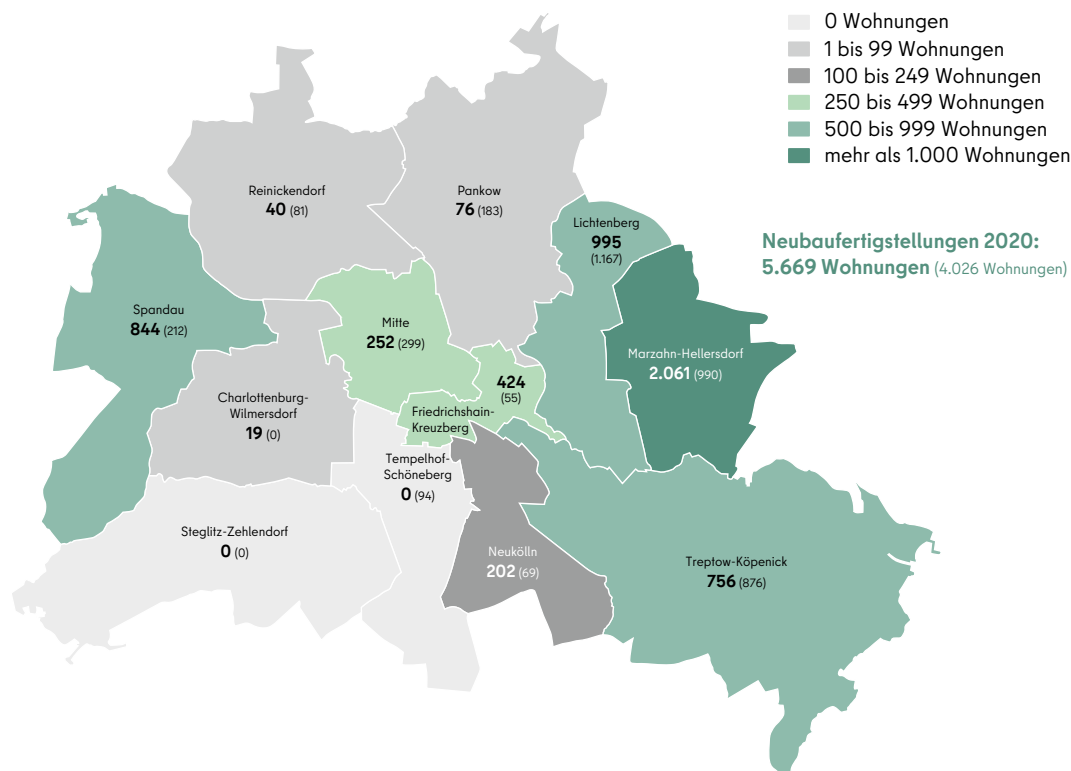 0 Wohnungen
1 bis 99 Wohnungen
100 bis 249 Wohnungen
250 bis 499 Wohnungen
500 bis 999 Wohnungen
mehr als 1.000 Wohnungen
Neubaufertigstellungen 2020:
5.669 Wohnungen (4.026 Wohnungen)
Reinickendorf
40 (81)
Pankow
76 (183)
Lichtenberg
995
(1.167)
Spandau
844 (212)
Mitte
252 (299)
Marzahn-Hellersdorf
2.061 (990)
424
(55)
Friedrichshain-
Kreuzberg
Charlottenburg-
Wilmersdorf
19 (0)
Tempelhof-
Schöneberg
0 (94)
Steglitz-Zehlendorf
0 (0)
Neukölln
202 (69)
Treptow-Köpenick
756 (876)